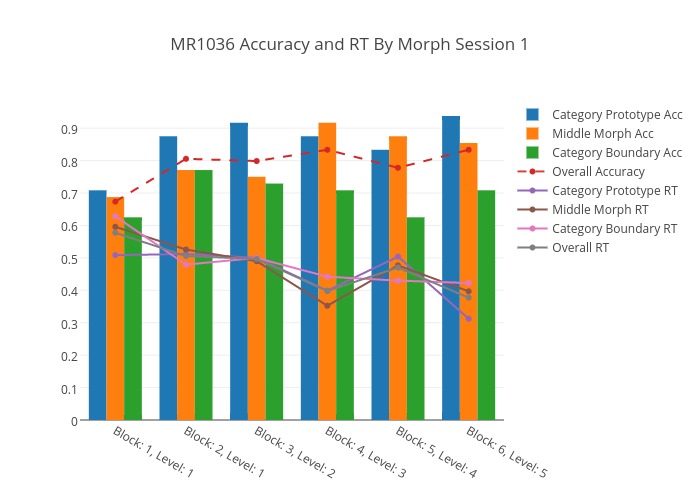 MR1036 Accuracy and RT By Morph Session 1
Category Prototype Acc
Middle Morph Acc
Category Boundary Acc
Overall Accuracy
Category Prototype RT
Middle Morph RT
Category Boundary RT
Overall RT
0.9
0.8
0.7
0.6
0.5
0.4
0.3
0.2
0.1
0
Block: 1, Level: 1
Block: 2, Level: 1
Block: 3, Level: 2
Block: 4, Level: 3
Block: 5, Level: 4
Block: 6, Level: 5